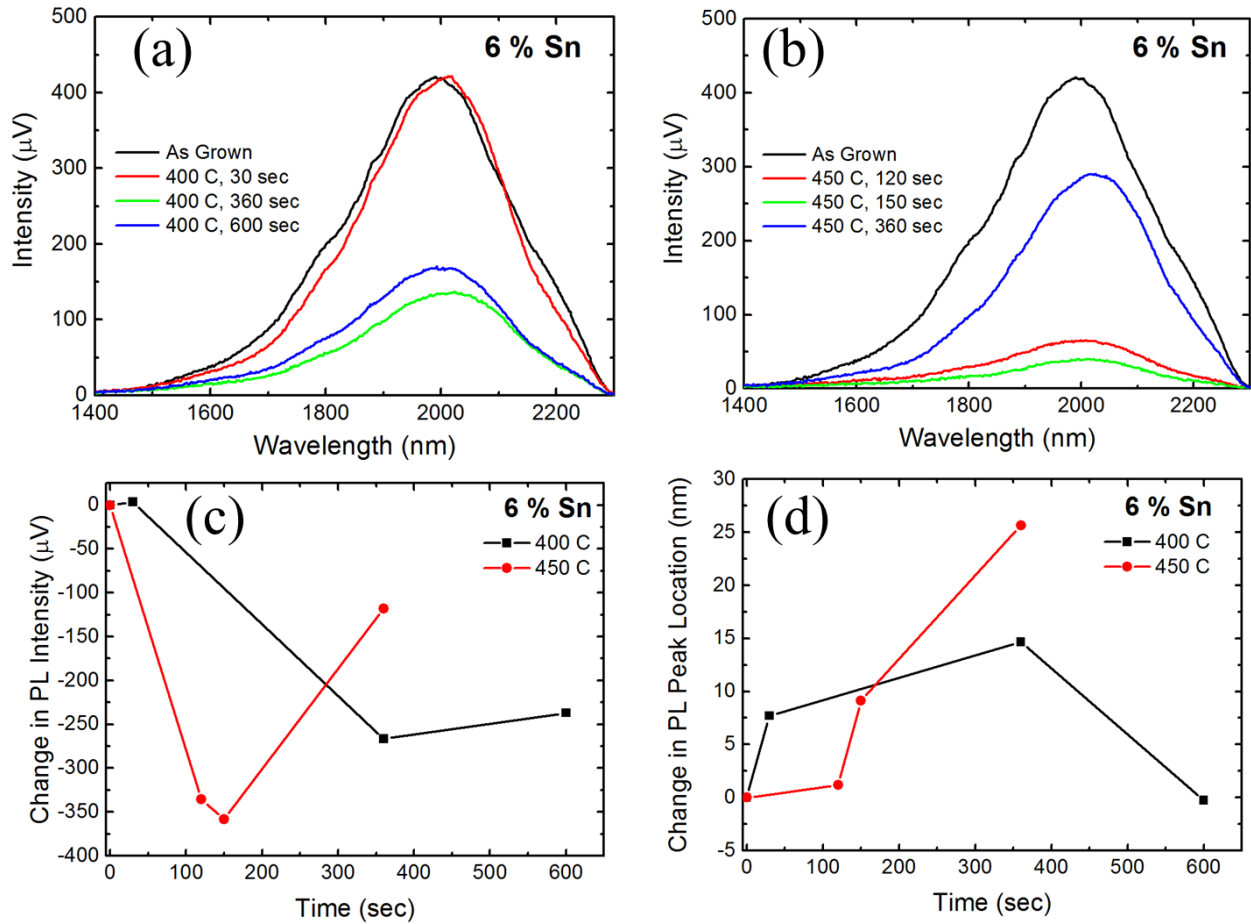 (a)
6 % Sn
500
400
300
200
100
0
Intensity (µV)
As Grown
400 C, 30 sec
400 C, 360 sec
400 C, 600 sec
1400 1600 1800 2000 2200
Wavelength (nm)
(b)
6 % Sn
500
400
300
200
100
0
Intensity (µV)
As Grown
450 C, 120 sec
450 C, 150 sec
450 C, 360 sec
1400 1600 1800 2000 2200
Wavelength (nm)
(c)
6 % Sn
0
-50
-100
-150
-200
-250
-300
-350
-400
Change in PL Intensity (µV)
400 C
450 C
0 100 200 300 400 500 600
Time (sec)
(d)
6 % Sn
30
25
20
15
10
5
0
-5
Change in PL Peak Location (nm)
400 C
450 C
0 100 200 300 400 500 600
Time (sec)